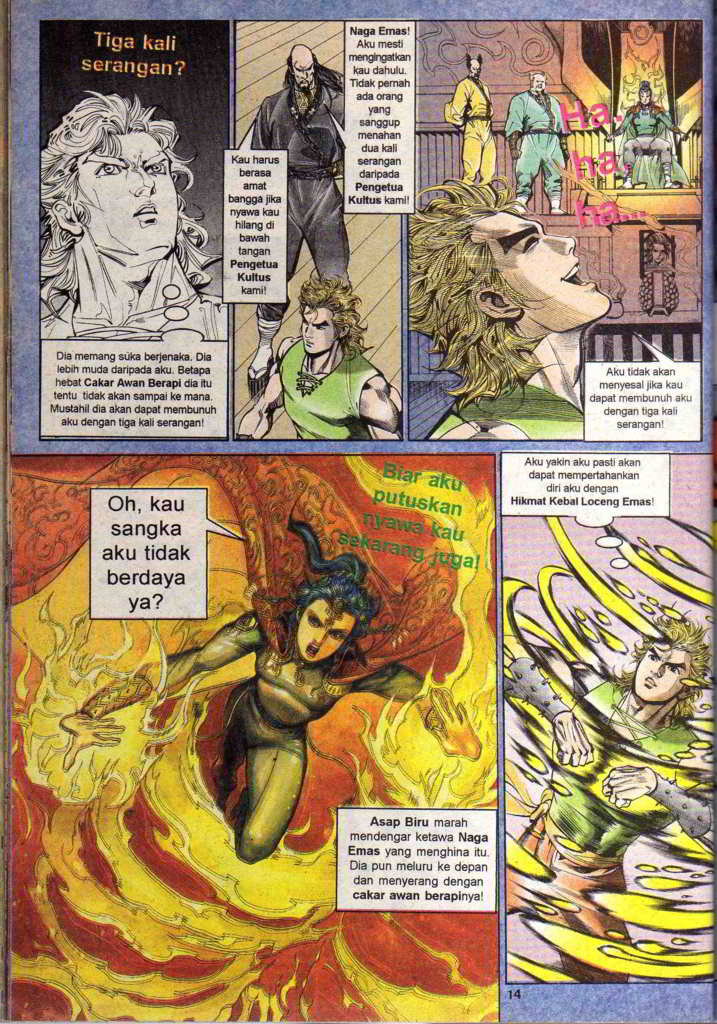 Tiga kali
serangan?
Dia memang suka berjenaka. Dia
lebih muda daripada aku. Betapa
hebat Cakar Awan Berapi dia itu
tentu tidak akan sampai ke mana.
Mustahil dia akan dapat membunuh
aku dengan tiga kali serangan!
Naga Emas!
Aku mesti
mengingatkan
kau dahulu.
Tidak pernah
ada orang
yang
sanggup
menahan
dua kali
serangan
daripada
Pengetua
Kultus kami!
Kau harus
berasa
amat
bangga jika
nyawa kau
hilang di
bawah
tangan
Pengetua
Kultus
kami!
Ha.
ha.
ha...
Aku tidak
menyesal jika kau
dapat membunuh aku
dengan tiga kali
serangan!
Oh, kau
sangka
aku tidak
berdaya
ya?
Biar aku
putuskan
nyawa kau
sekarang juga!
Asap Biru marah
mendengar ketawa Naga
Emas yang menghina itu.
Dia pun meluru ke depan
dan menyerang dengan
cakar awan berapinya!
Aku yakin aku pasti akan
dapat mempertahankan
diri aku dengan
Hikmat Kebal Loceng Emas!
14